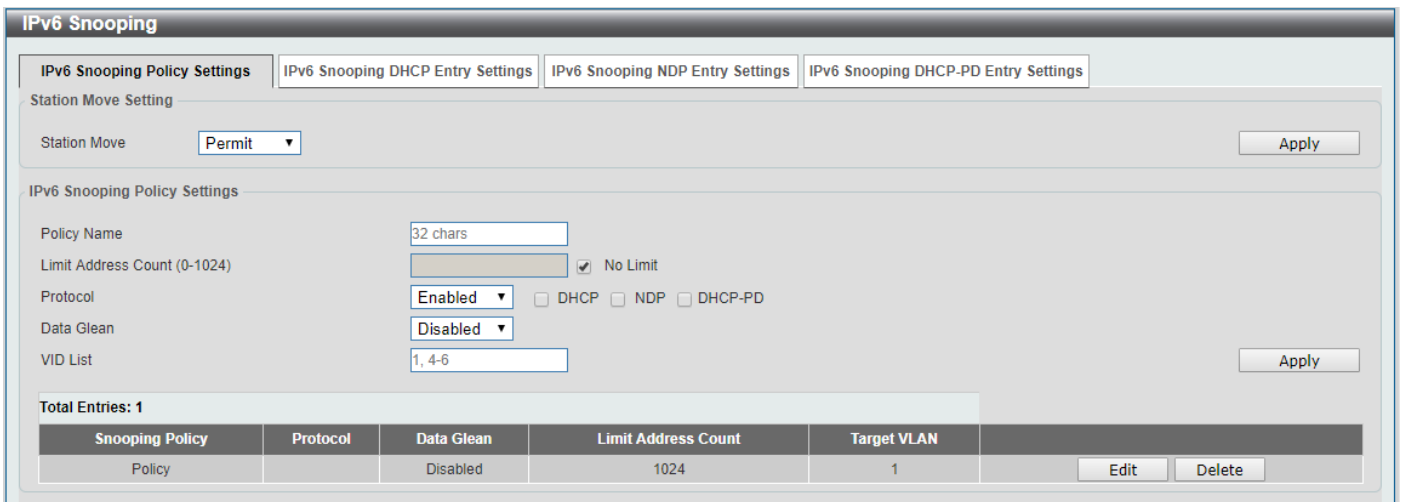 IPv6 Snooping
IPv6 Snooping Policy Settings IPv6 Snooping DHCP Entry Settings IPv6 Snooping NDP Entry Settings IPv6 Snooping DHCP-PD Entry Settings
Station Move Setting
Station Move Permit Apply
IPv6 Snooping Policy Settings
Policy Name 32 chars
Limit Address Count (0-1024) No Limit
Protocol Enabled DHCP NDP DHCP-PD
Data Glean Disabled
VID List 1, 4-6 Apply
Total Entries: 1
Snooping Policy Protocol Data Glean Limit Address Count Target VLAN
Policy Disabled 1024 1 Edit Delete